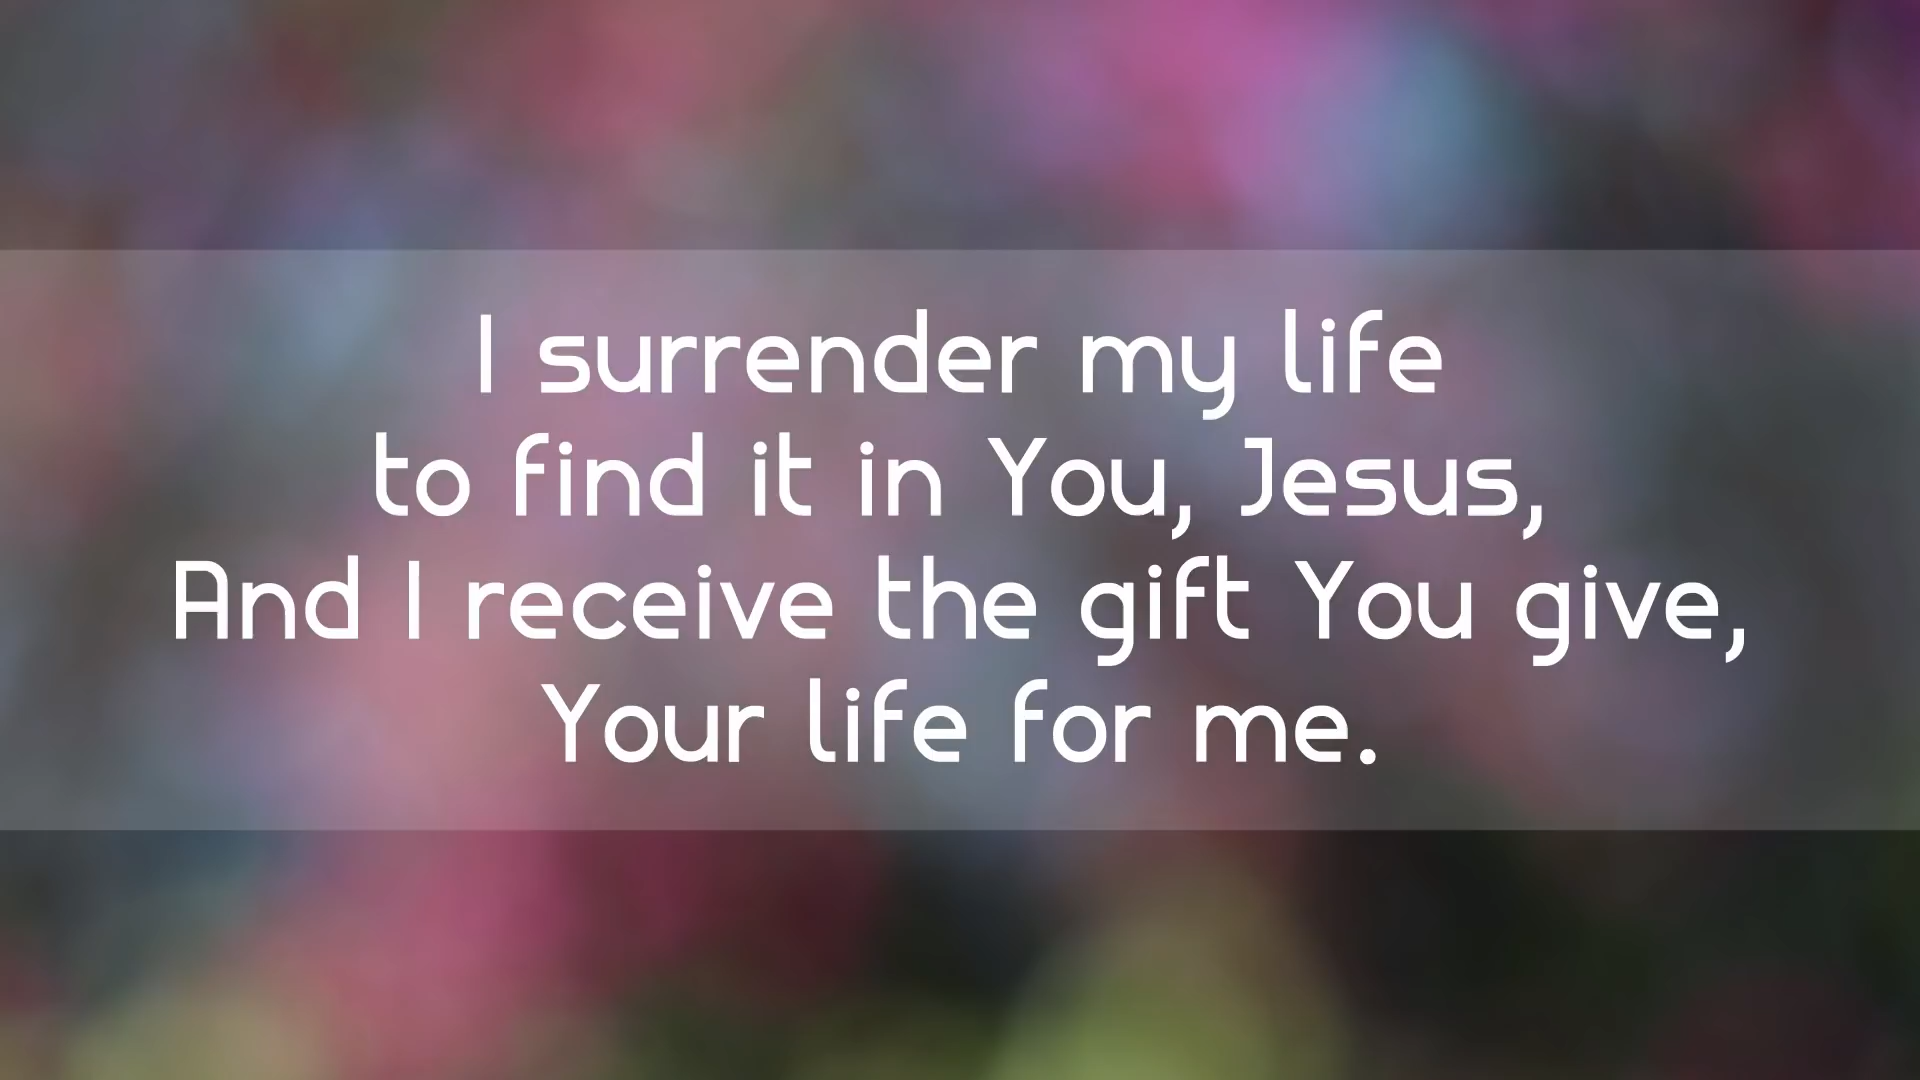 I surrender my life
to find it in You, Jesus,
And I receive the gift You give,
Your life for me.